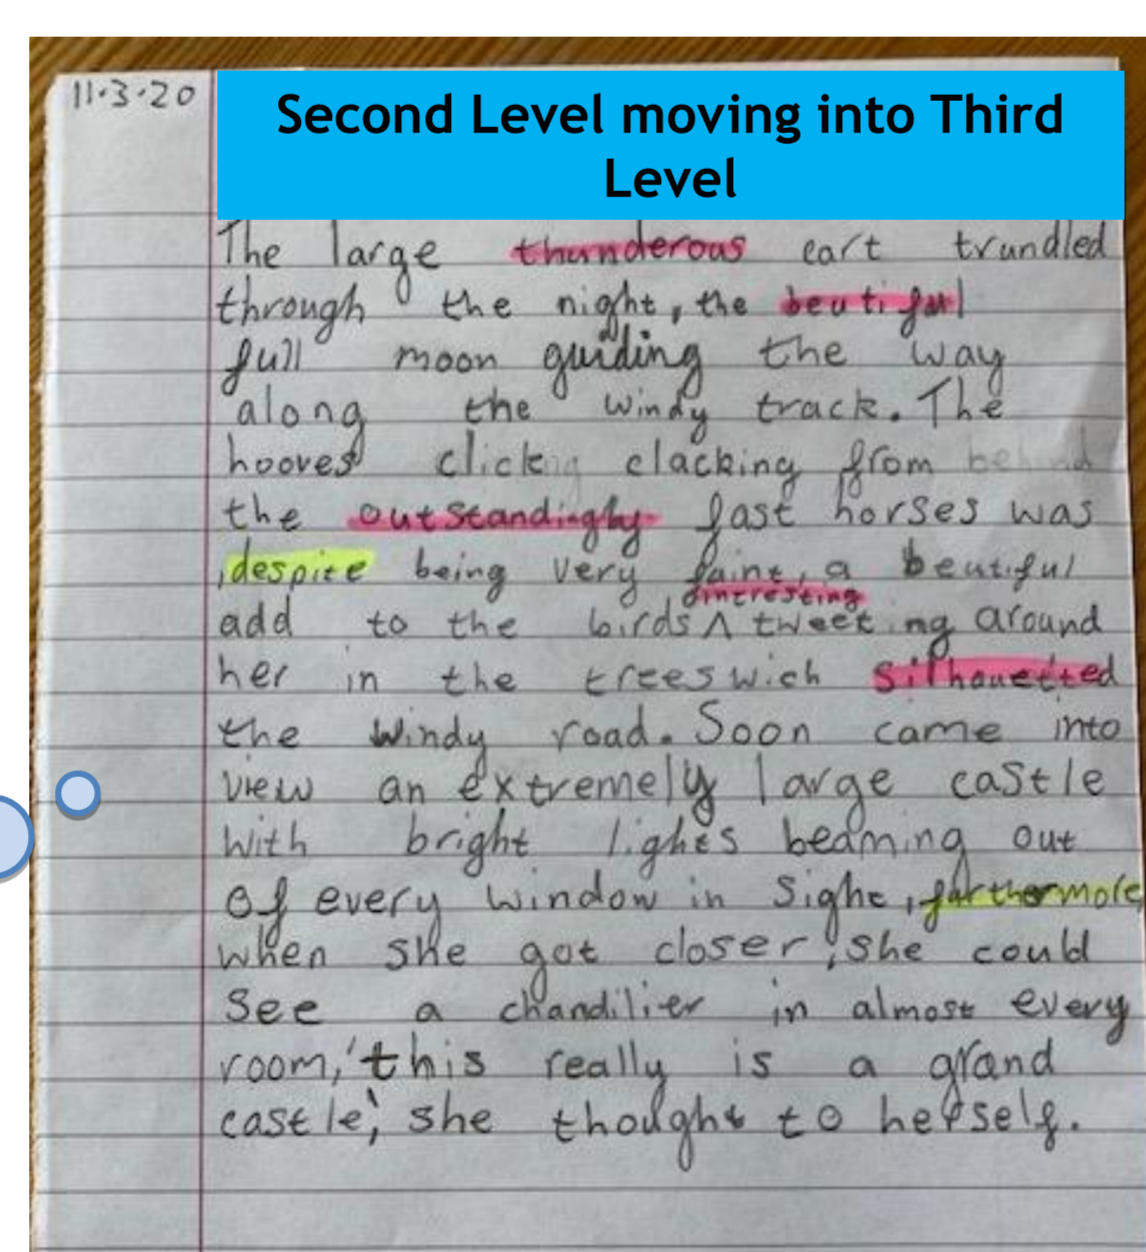 11.3.20
Second Level moving into Third
Level
The large thunderous cart trundled
through the night, the beutiful
full moon guiding the way
along the windy track. The
hooves clicking clacking from behind
the outstandingly fast horses was
,despite being very faint, a beutiful
interesting
add to the birds ^ tweeting around
her in the trees wich silhouetted
the windy road. Soon came into
view an extremely large castle
with bright lights beaming out
of every window in sight, furthermore,
when she got closer, she could
see a chandilier in almost every
room, 'this really is a grand
castle', she thought to herself.